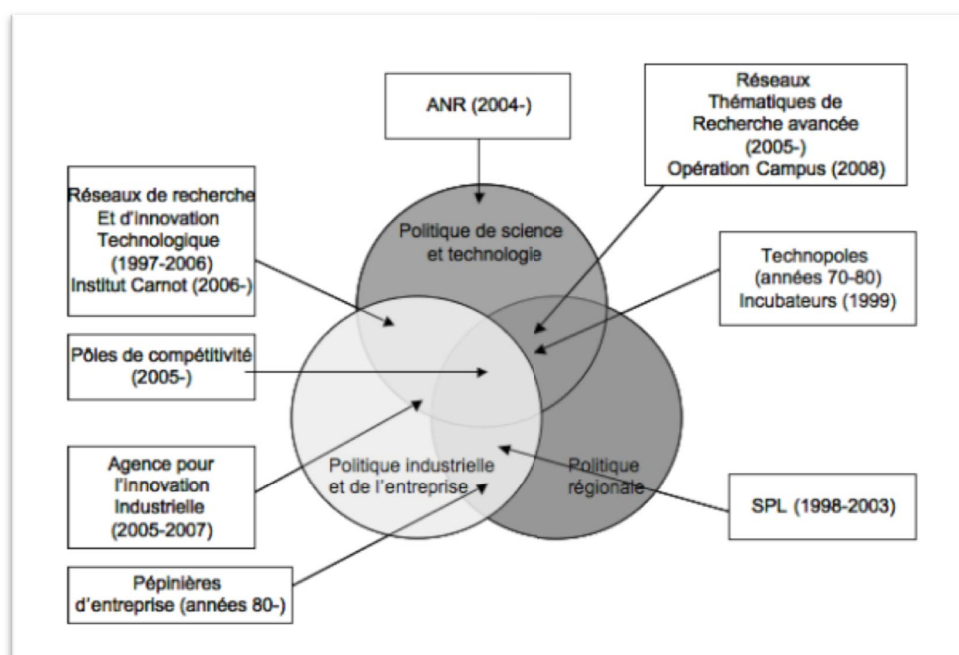 ANR (2004-)
Réseaux
Thématiques de
Recherche avancée
(2005-)
Opération Campus (2008)
Réseaux de recherche
Et d'innovation
Technologique
(1997-2006)
Institut Carnot (2006-)
Politique de science
et technologie
Technopoles
(années 70-80)
Incubateurs (1999)
Pôles de compétitivité
(2005-)
Agence pour
l'innovation
Industrielle
(2005-2007)
Politique industrielle
et de l'entreprise
Politique
régionale
SPL (1998-2003)
Pépinières
d'entreprise (années 80-)